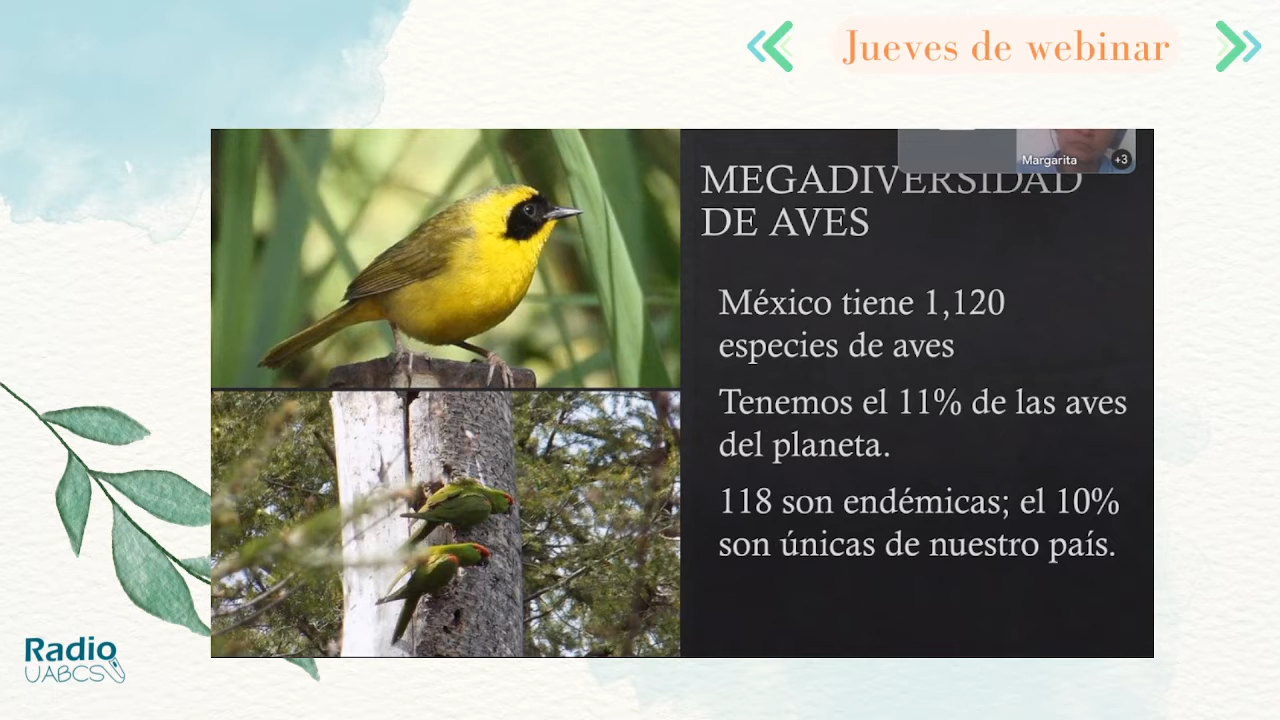 Jueves de webinar
Margarita
+3
MEGADIVERSIDAD
DE AVES
México tiene 1,120
especies de aves
Tenemos el 11% de las aves
del planeta.
118 son endémicas; el 10%
son únicas de nuestro país.
Radio
UABCS